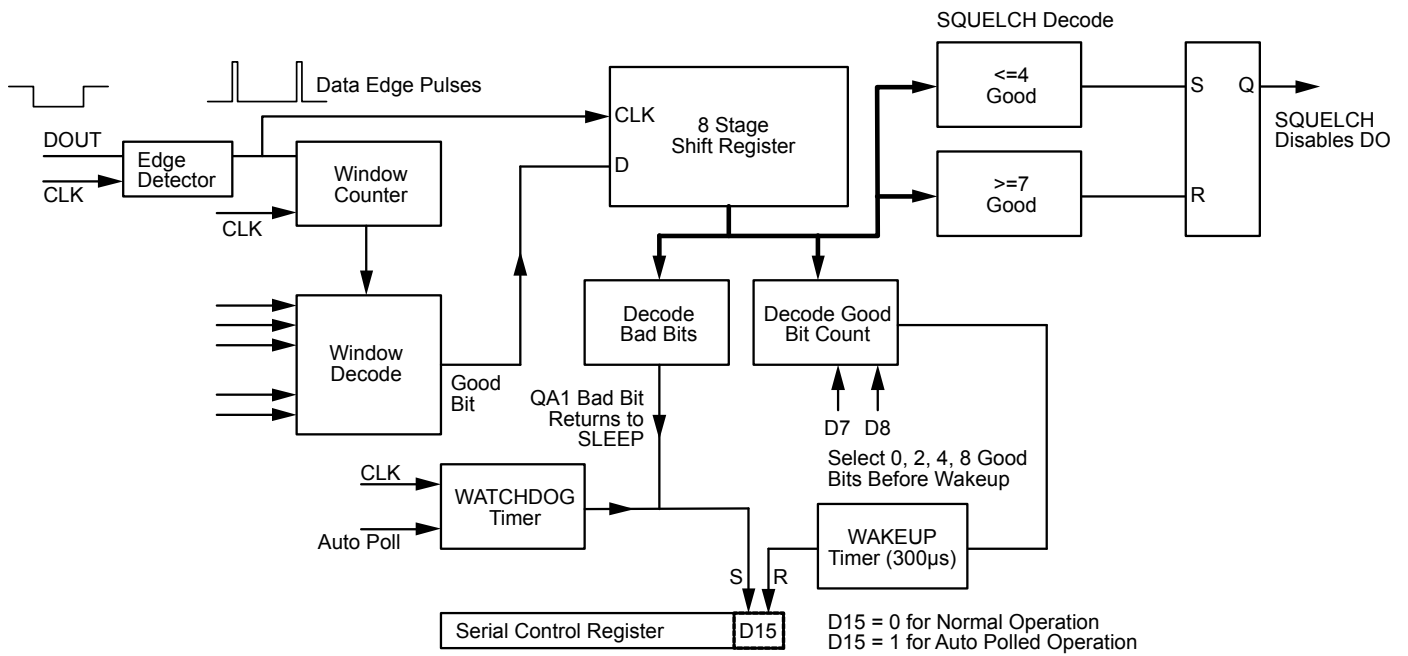 SQUELCH Decode
Data Edge Pulses
DOUT
CLK
Edge
Detector
Window
Counter
CLK
CLK
D
8 Stage
Shift Register
<=4
Good
>=7
Good
S
Q
R
SQUELCH
Disables DO
Window
Decode
Good
Bit
Decode
Bad Bits
Decode Good
Bit Count
QA1 Bad Bit
Returns to
SLEEP
D7
D8
Select 0, 2, 4, 8 Good
Bits Before Wakeup
CLK
Auto Poll
WATCHDOG
Timer
WAKEUP
Timer (300µs)
S
R
Serial Control Register
D15
D15 = 0 for Normal Operation
D15 = 1 for Auto Polled Operation